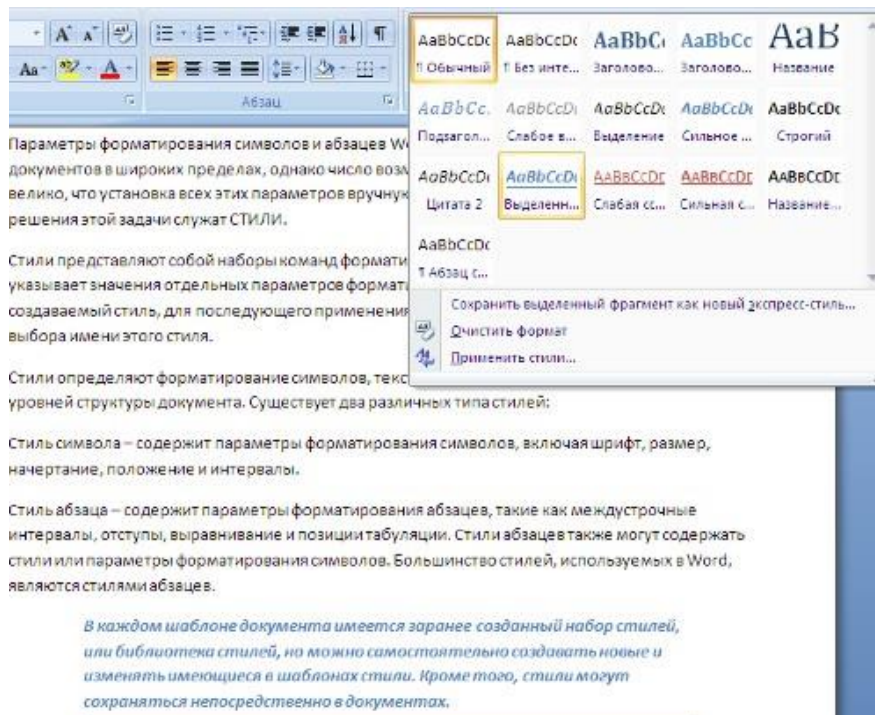 Абзац
AaBbCcDc AaBbCcDc AaBbCc AaBbCc AaB
¶ Обычный ¶ Без инте... Заголово... Заголово... Название
AaBbCc. AaBbCcDc AaBbCcDc AaBbCcDc AaBbCcDc
Подзагол... Слабое в... Выделение Сильное ... Строгий
AaBbCcDc AaBbCcDc AaBbCcDc AaBbCcDc AaBbCcDc
Цитата 2 Выделенн... Слабая сс... Сильная с... Название...
AaBbCcDc
¶ Абзац с...
Сохранить выделенный фрагмент как новый экспресс-стиль...
Очистить формат
Применить стили...
Параметры форматирования символов и абзацев Wo
документов в широких пределах, однако число возм
велико, что установка всех этих параметров вручную
решения этой задачи служат СТИЛИ.
Стили представляют собой наборы команд формати
указывает значения отдельных параметров формати
создаваемый стиль, для последующего применения
выбора имени этого стиля.
Стили определяют форматирование символов, текс
уровней структуры документа. Существует два различных типа стилей:
Стиль символа – содержит параметры форматирования символов, включая шрифт, размер,
начертание, положение и интервалы.
Стиль абзаца – содержит параметры форматирования абзацев, такие как междустрочные
интервалы, отступы, выравнивание и позиции табуляции. Стили абзацев также могут содержать
стили или параметры форматирования символов. Большинство стилей, используемых в Word,
являются стилями абзацев.
В каждом шаблоне документа имеется заранее созданный набор стилей,
или библиотека стилей, но можно самостоятельно создавать новые и
изменять имеющиеся в шаблонах стили. Кроме того, стили могут
сохраняться непосредственно в документах.